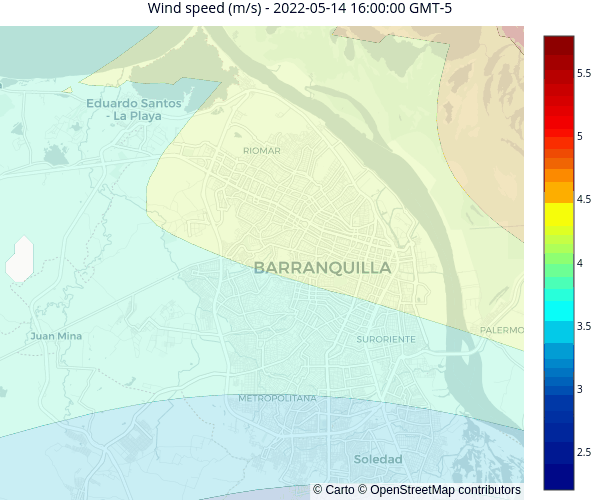 Wind speed (m/s) - 2022-05-14 16:00:00 GMT-5
Eduardo Santos
- La Playa
RIOMAR
BARRANQUILLA
Juan Mina
SURORIENTE
PALERMO
METROPOLITANA
Soledad
5.5
5
4.5
4
3.5
3
2.5
© Carto © OpenStreetMap contributors